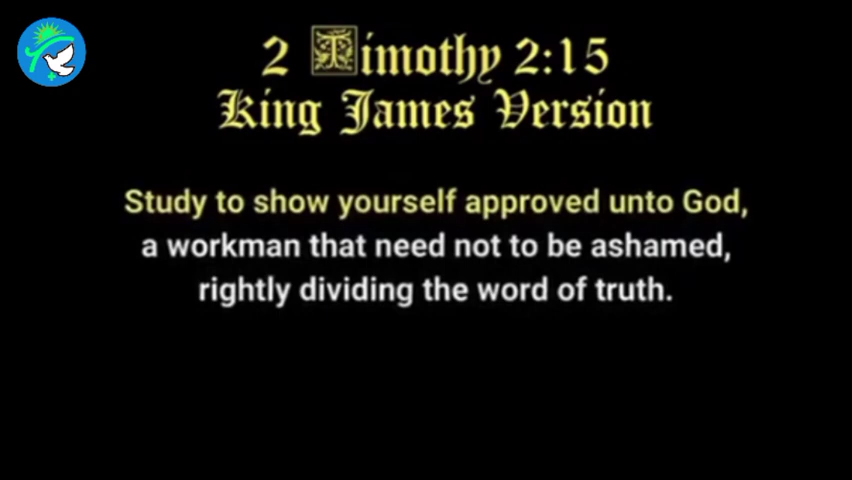 2 Timothy 2:15
King James Version
Study to show yourself approved unto God,
a workman that need not to be ashamed,
rightly dividing the word of truth.